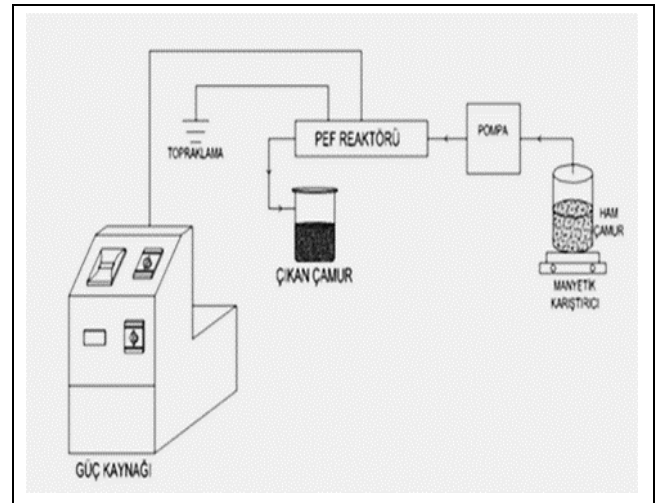 TOPRAKLAMA
PEF REAKTÖRÜ
POMPA
HAM
ÇAMUR
ÇIKAN ÇAMUR
MANYETİK
KARIŞTIRICI
GÜÇ KAYNAĞI